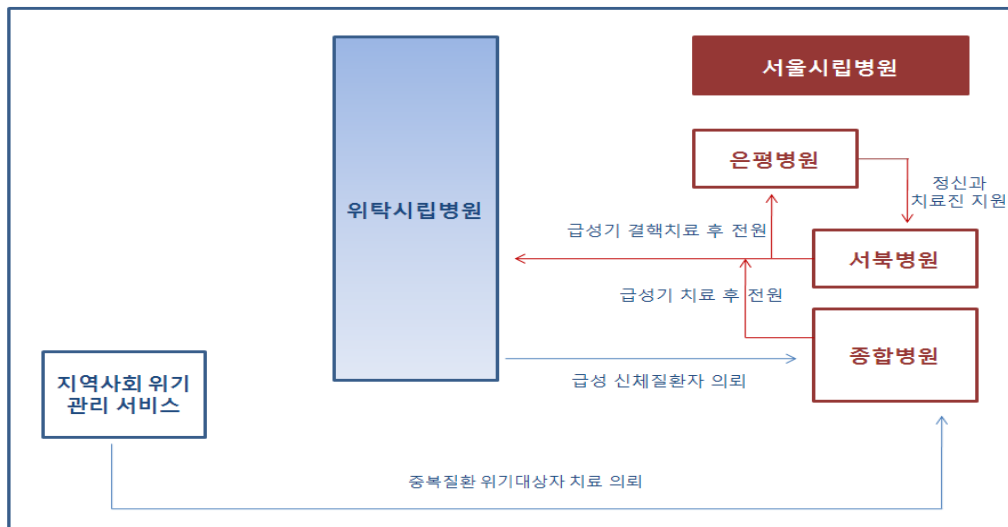 서울시립병원
은평병원
위탁시립병원
정신과
치료진 지원
급성기 결핵치료 후 전원
서북병원
급성기 치료 후 전원
종합병원
급성 신체질환자 의뢰
지역사회 위기
관리 서비스
중복질환 위기대상자 치료 의뢰